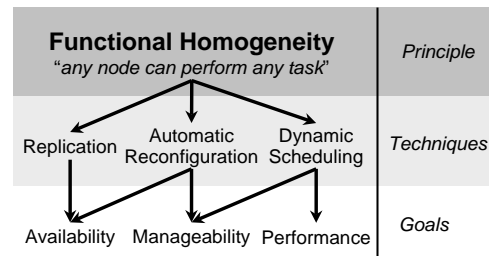 Functional Homogeneity
“any node can perform any task”
Principle
Replication
Automatic
Reconfiguration
Dynamic
Scheduling
Techniques
Availability
Manageability
Performance
Goals